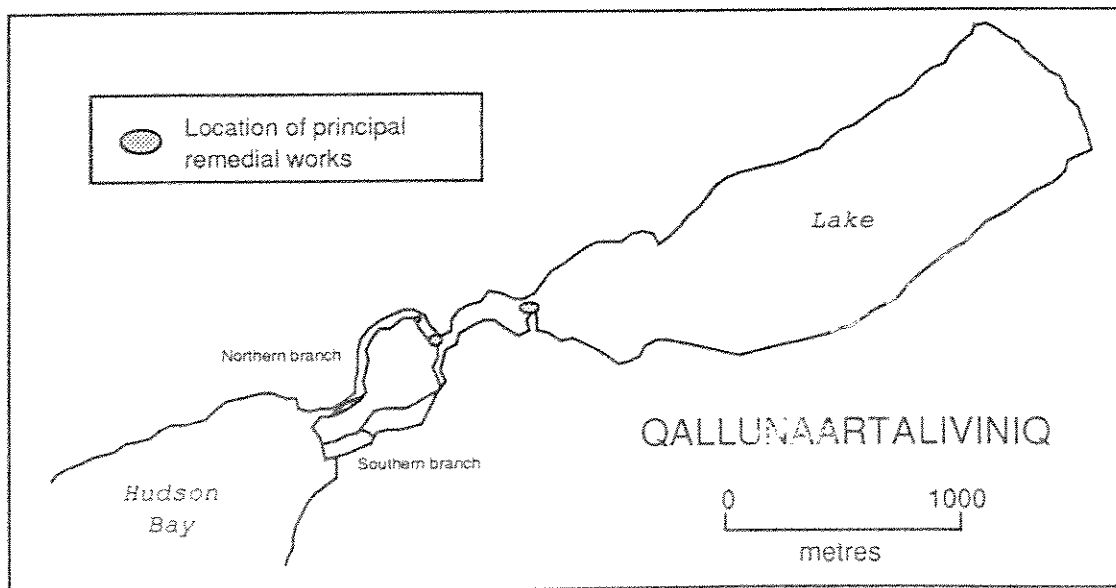 Location of principal
remedial works
Lake
Northern branch
QALLUNAARTALIVINIQ
Southern branch
Hudson
Bay
0 1000
metres